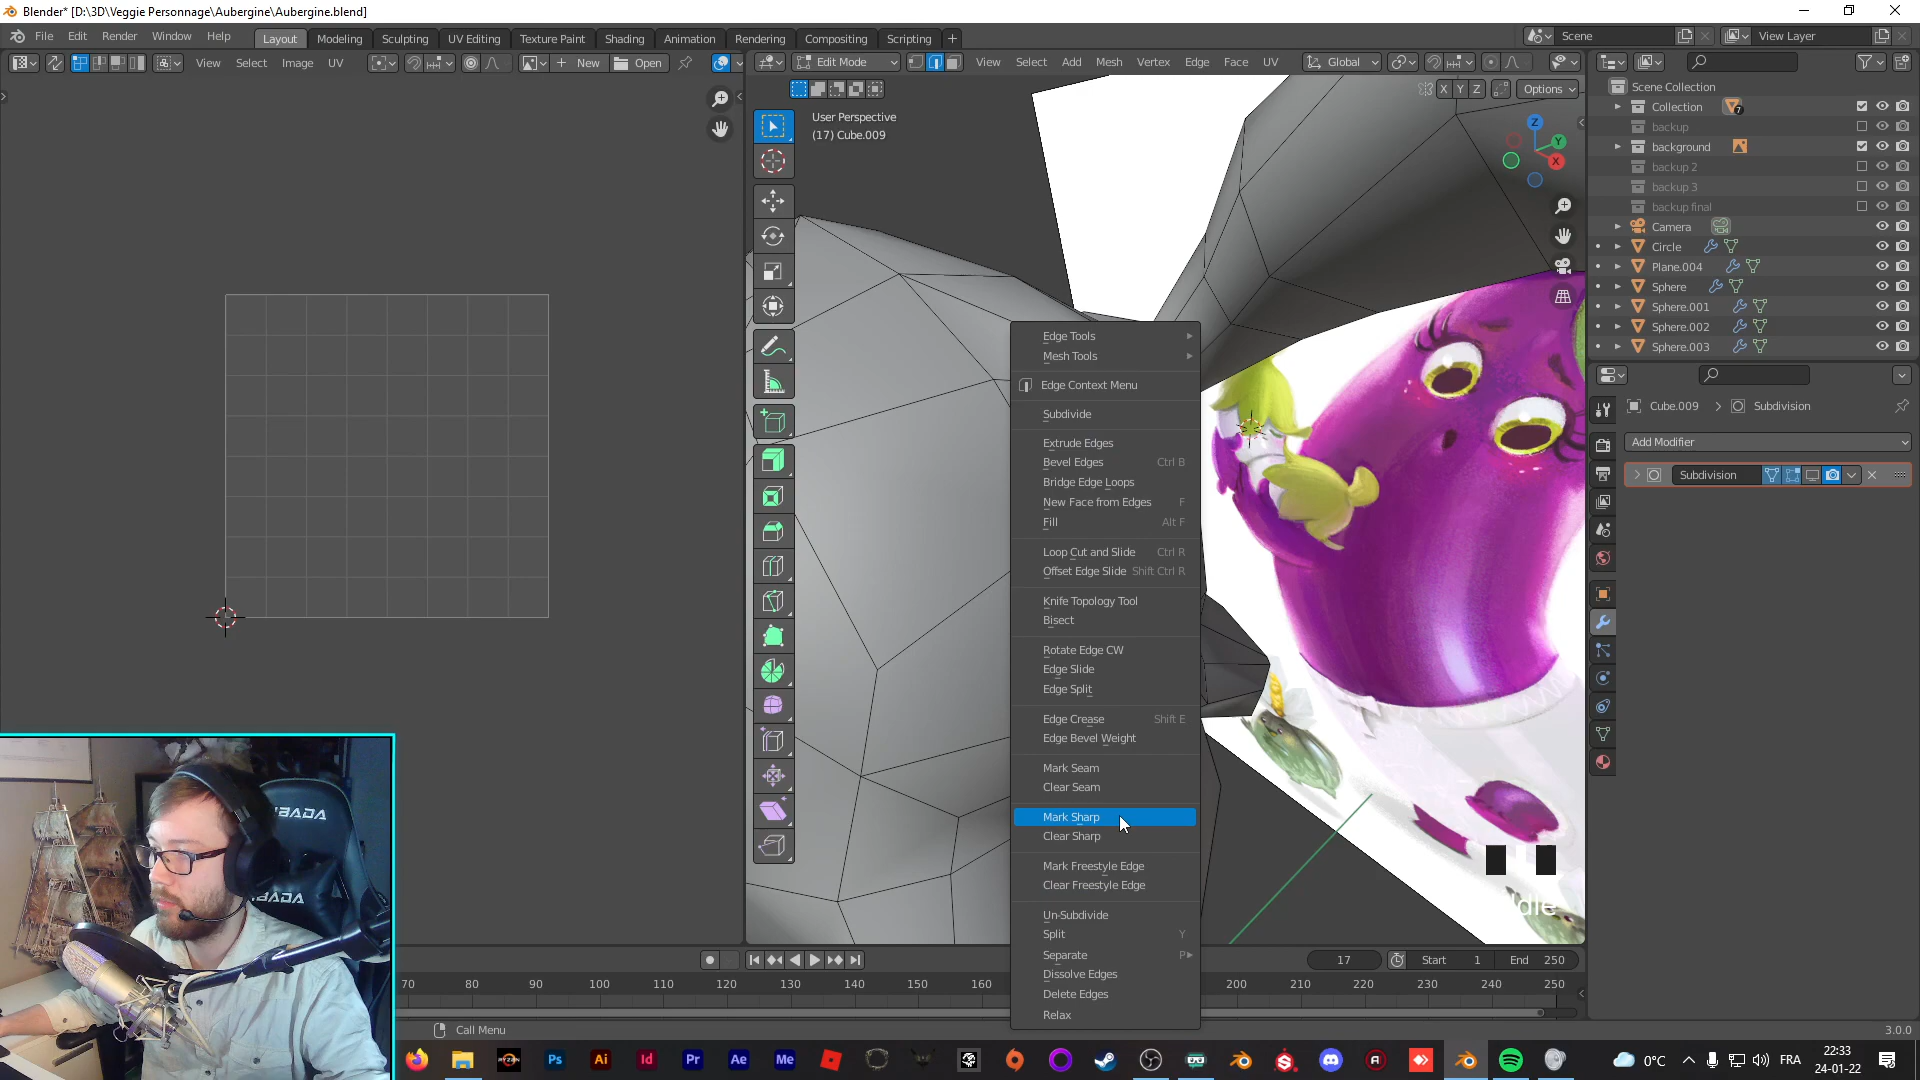 Blender* [D:\3D\Veggie Personnage\Aubergine\Aubergine.blend]
File Edit Render Window Help Layout Modeling Sculpting UV Editing Texture Paint Shading Animation Rendering Compositing Scripting + Scene View Layer
View Select Image UV New Open Edit Mode View Select Add Mesh Vertex Edge Face UV Global
X Y Z Options
User Perspective
(17) Cube.009
Z
Y
X
Scene Collection
Collection 7
backup
background
backup 2
backup 3
backup final
Camera
Circle
Plane.004
Sphere
Sphere.001
Sphere.002
Sphere.003
Cube.009 > Subdivision
Add Modifier
Subdivision
Edge Tools
Mesh Tools
Edge Context Menu
Subdivide
Extrude Edges
Bevel Edges Ctrl B
Bridge Edge Loops
New Face from Edges F
Fill Alt F
Loop Cut and Slide Ctrl R
Offset Edge Slide Shift Ctrl R
Knife Topology Tool
Bisect
Rotate Edge CW
Edge Slide
Edge Split
Edge Crease Shift E
Edge Bevel Weight
Mark Seam
Clear Seam
Mark Sharp
Clear Sharp
Mark Freestyle Edge
Clear Freestyle Edge
Un-Subdivide
Split Y
Separate P
Dissolve Edges
Delete Edges
Relax
17 Start 1 End 250
70 80 90 100 110 120 130 140 150 160 200 210 220 230 240 250
Call Menu 3.0.0
RYZEN Ps Ai Id Pr Ae Me 0°C FRA 22:33
24-01-22